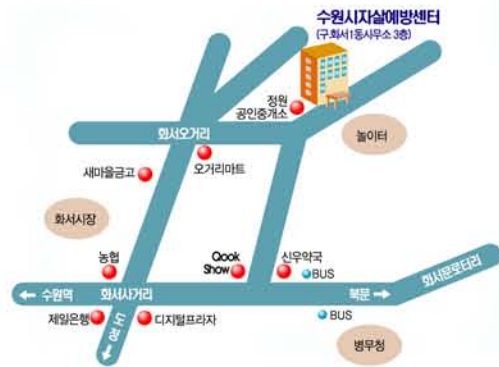 수원시자살예방센터
(구.화서1동사무소 3층)
정원
공인중개소
놀이터
화서오거리
오거리마트
새마을금고
화서시장
농협
Qook
Show
신우약국
BUS
화서문로터리
← 수원역
화서사거리
북문 →
제일은행
디지털프라자
BUS
병무청